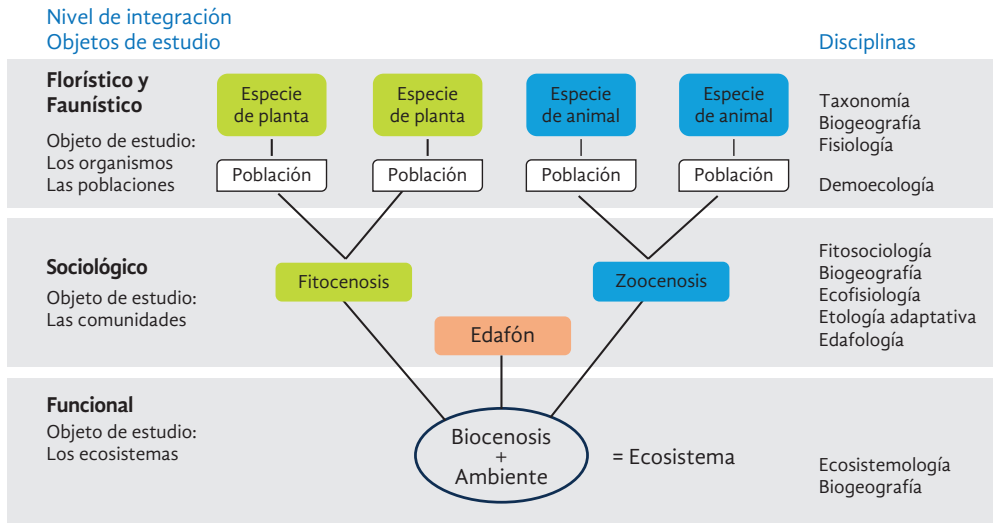 Nivel de integración
Objetos de estudio
Disciplinas
Florístico y
Faunístico
Objeto de estudio:
Los organismos
Las poblaciones
Especie
de planta
Especie
de planta
Especie
de animal
Especie
de animal
Población
Población
Población
Población
Taxonomía
Biogeografía
Fisiología
Demoecología
Sociológico
Objeto de estudio:
Las comunidades
Fitocenosis
Zoocenosis
Edafón
Fitosociología
Biogeografía
Ecofisiología
Etología adaptativa
Edafología
Funcional
Objeto de estudio:
Los ecosistemas
Biocenosis
+
Ambiente
= Ecosistema
Ecosistemología
Biogeografía